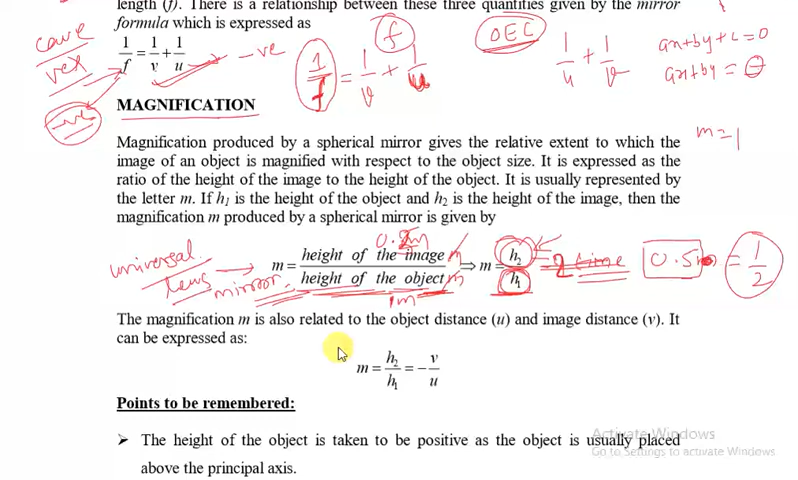 length (f). There is a relationship between these three quantities given by the mirror
formula which is expressed as
1/f = 1/v + 1/u
-ve
f
OEC
1/u + 1/v
ax+by+c=0
ax+by =
cave
vex
-ve
1/f = 1/v + 1/u
MAGNIFICATION
m=1
Magnification produced by a spherical mirror gives the relative extent to which the
image of an object is magnified with respect to the object size. It is expressed as the
ratio of the height of the image to the height of the object. It is usually represented by
the letter m. If h₁ is the height of the object and h₂ is the height of the image, then the
magnification m produced by a spherical mirror is given by
universal
lens
mirror
m = height of the image / height of the object ⇒ m = h₂/h₁
m
m
1m
= 2 time
0.5
= 1/2
The magnification m is also related to the object distance (u) and image distance (v). It
can be expressed as:
m = h₂/h₁ = -v/u
Points to be remembered:
➢ The height of the object is taken to be positive as the object is usually placed
above the principal axis.
Activate Windows
Go to Settings to activate Windows.